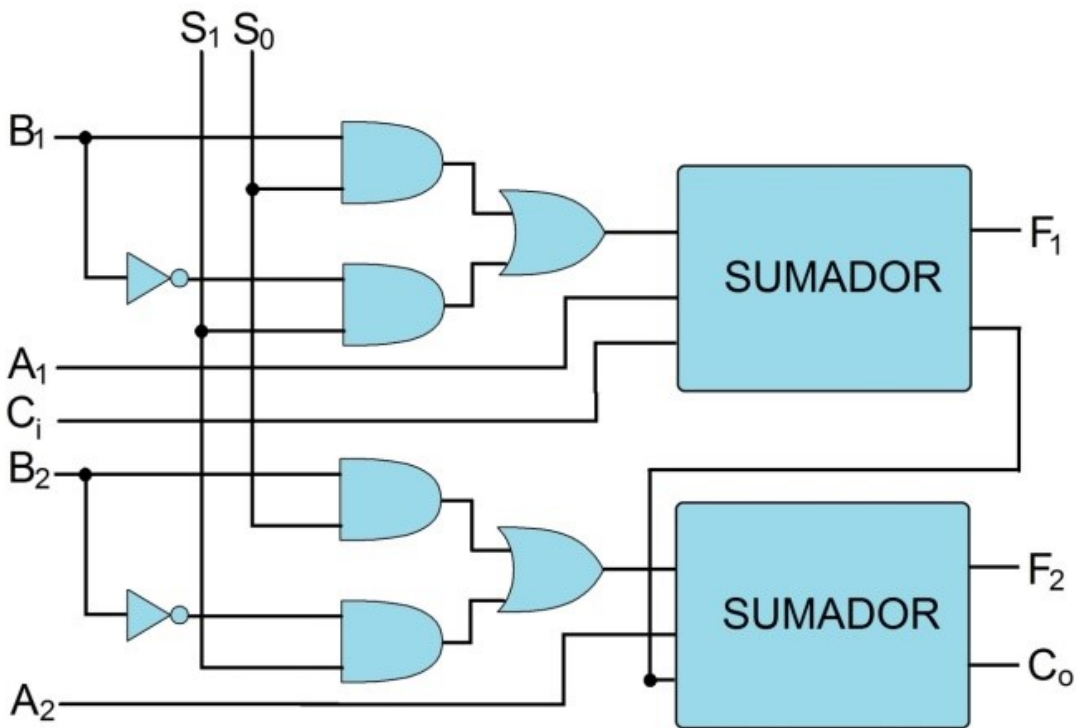 S₁ S₀
B₁
F₁
SUMADOR
A₁
Cᵢ
B₂
F₂
SUMADOR
Cₒ
A₂